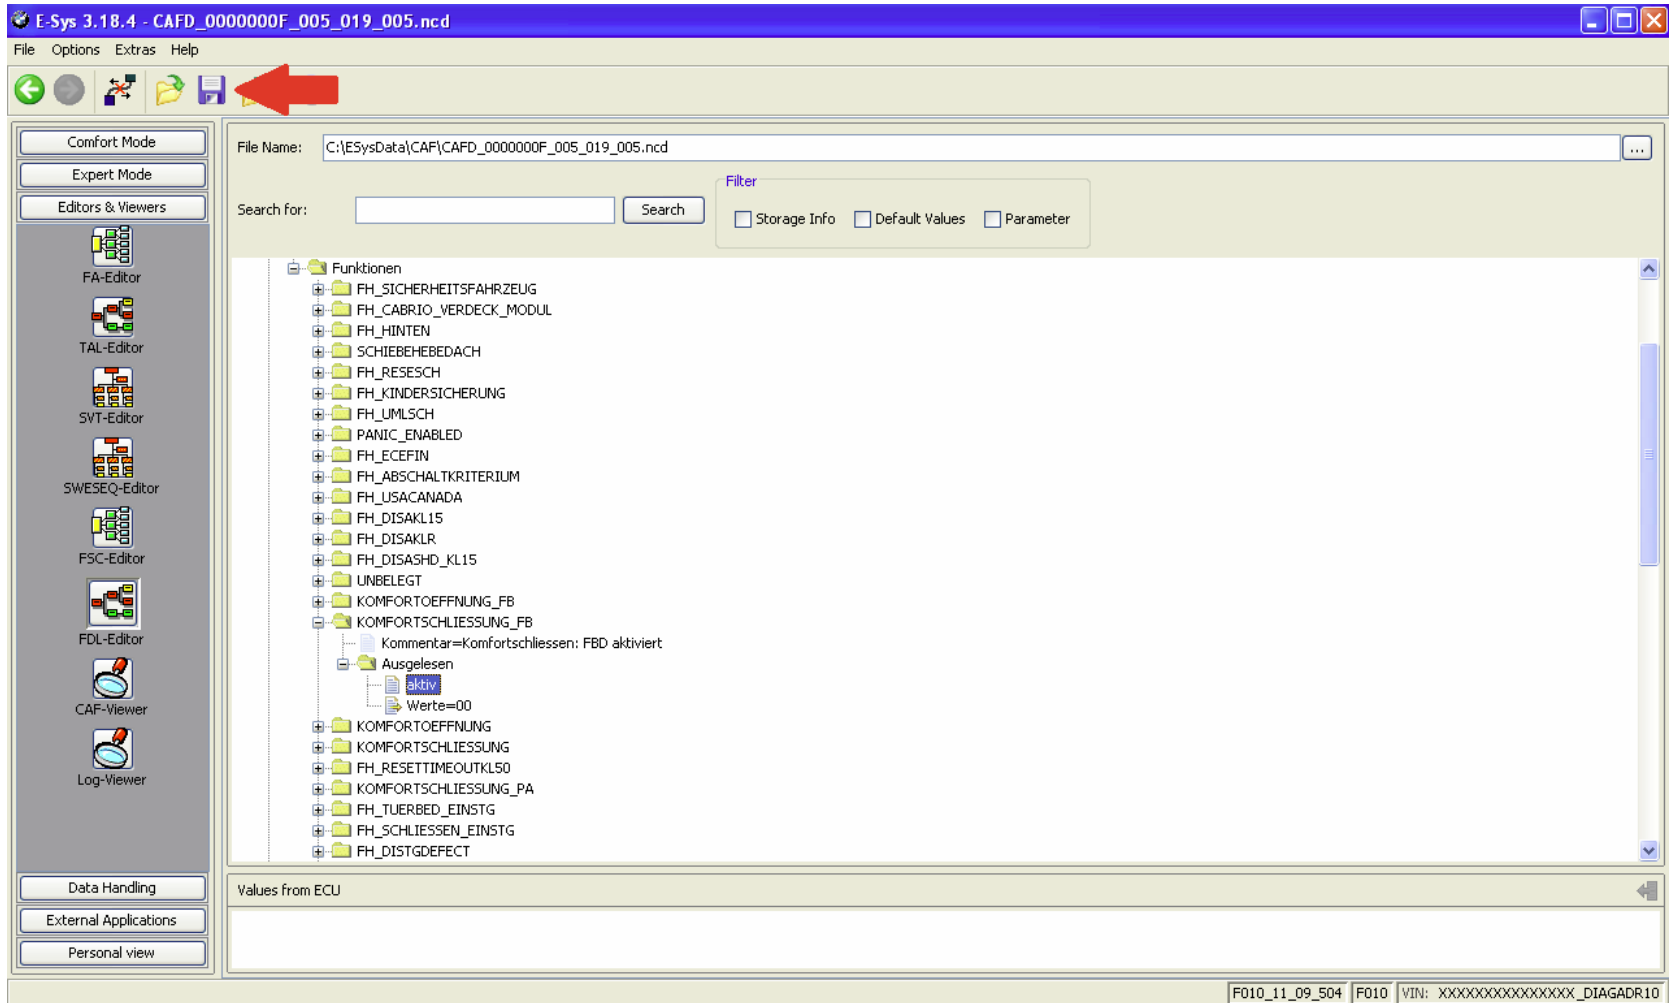 E-Sys 3.18.4 - CAFD_0000000F_005_019_005.ncd
File Options Extras Help
Comfort Mode
Expert Mode
Editors & Viewers
FA-Editor
TAL-Editor
SVT-Editor
SWESEQ-Editor
FSC-Editor
FDL-Editor
CAF-Viewer
Log-Viewer
Data Handling
External Applications
Personal view
File Name: C:\ESysData\CAF\CAFD_0000000F_005_019_005.ncd ...
Filter
Search for: Search Storage Info Default Values Parameter
Funktionen
FH_SICHERHEITSFAHRZEUG
FH_CABRIO_VERDECK_MODUL
FH_HINTEN
SCHIEBEHEBEDACH
FH_RESESCH
FH_KINDERSICHERUNG
FH_UMLSCH
PANIC_ENABLED
FH_ECEFIN
FH_ABSCHALTKRITERIUM
FH_USACANADA
FH_DISAKL15
FH_DISAKLR
FH_DISASHD_KL15
UNBELEGT
KOMFORTOEFFNUNG_FB
KOMFORTSCHLIESSUNG_FB
Kommentar=Komfortschliessen: FBD aktiviert
Ausgelesen
aktiv
Werte=00
KOMFORTOEFFNUNG
KOMFORTSCHLIESSUNG
FH_RESETTIMEOUTKL50
KOMFORTSCHLIESSUNG_PA
FH_TUERBED_EINSTG
FH_SCHLIESSEN_EINSTG
FH_DISTGDEFECT
Values from ECU
F010_11_09_504 F010 VIN: XXXXXXXXXXXXXXX_DIAGADR10